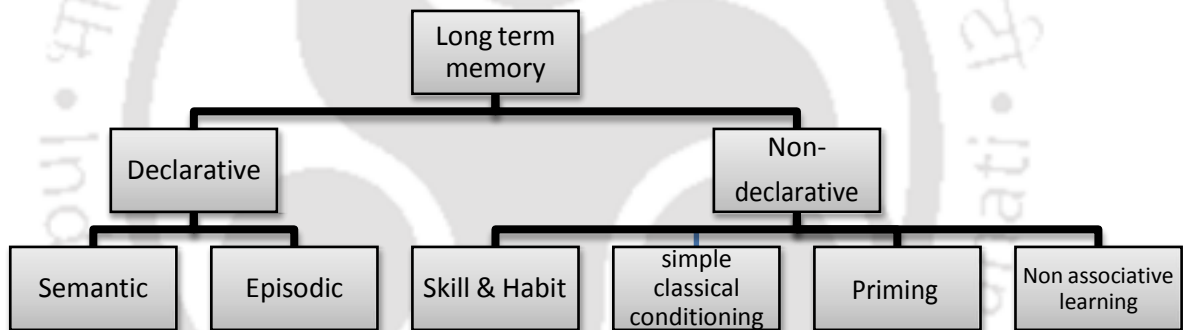 Long term
memory
Declarative
Non-
declarative
Semantic
Episodic
Skill & Habit
simple
classical
conditioning
Priming
Non associative
learning